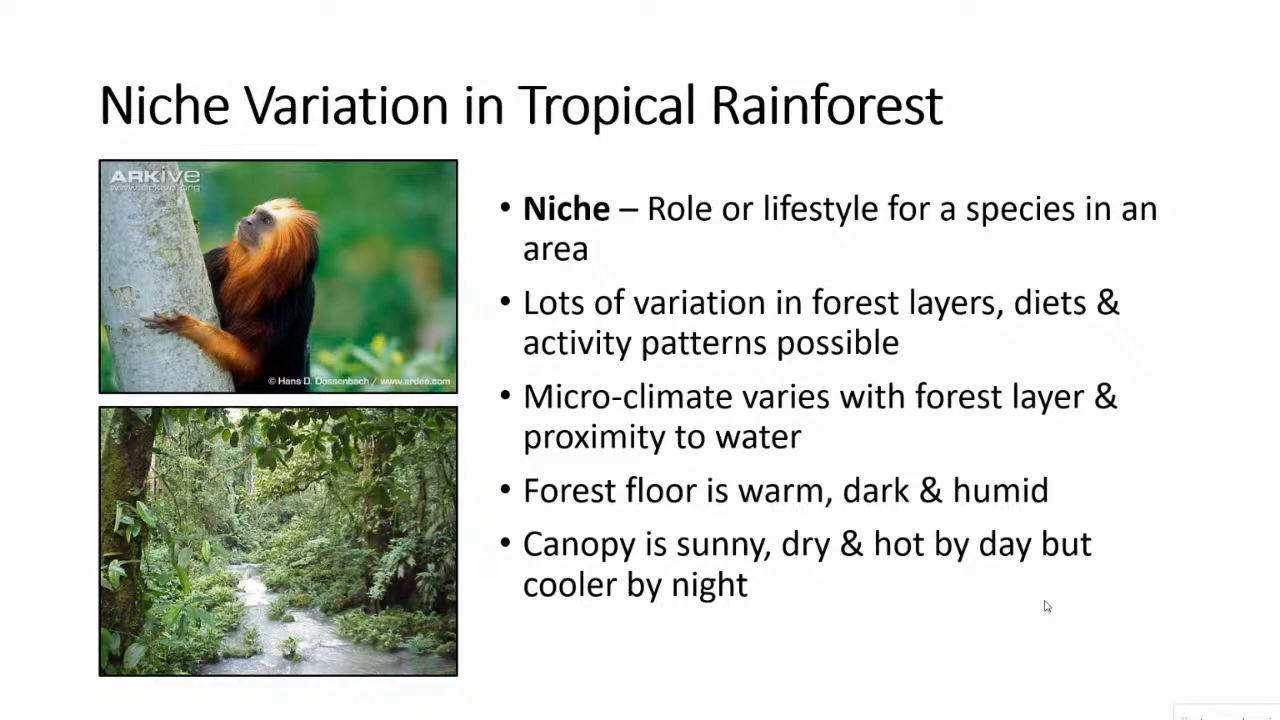 Niche Variation in Tropical Rainforest
ARKive
www.arkive.org
© Hans D. Dossenbach / www.ardea.com
• Niche – Role or lifestyle for a species in an
area
• Lots of variation in forest layers, diets &
activity patterns possible
• Micro-climate varies with forest layer &
proximity to water
• Forest floor is warm, dark & humid
• Canopy is sunny, dry & hot by day but
cooler by night